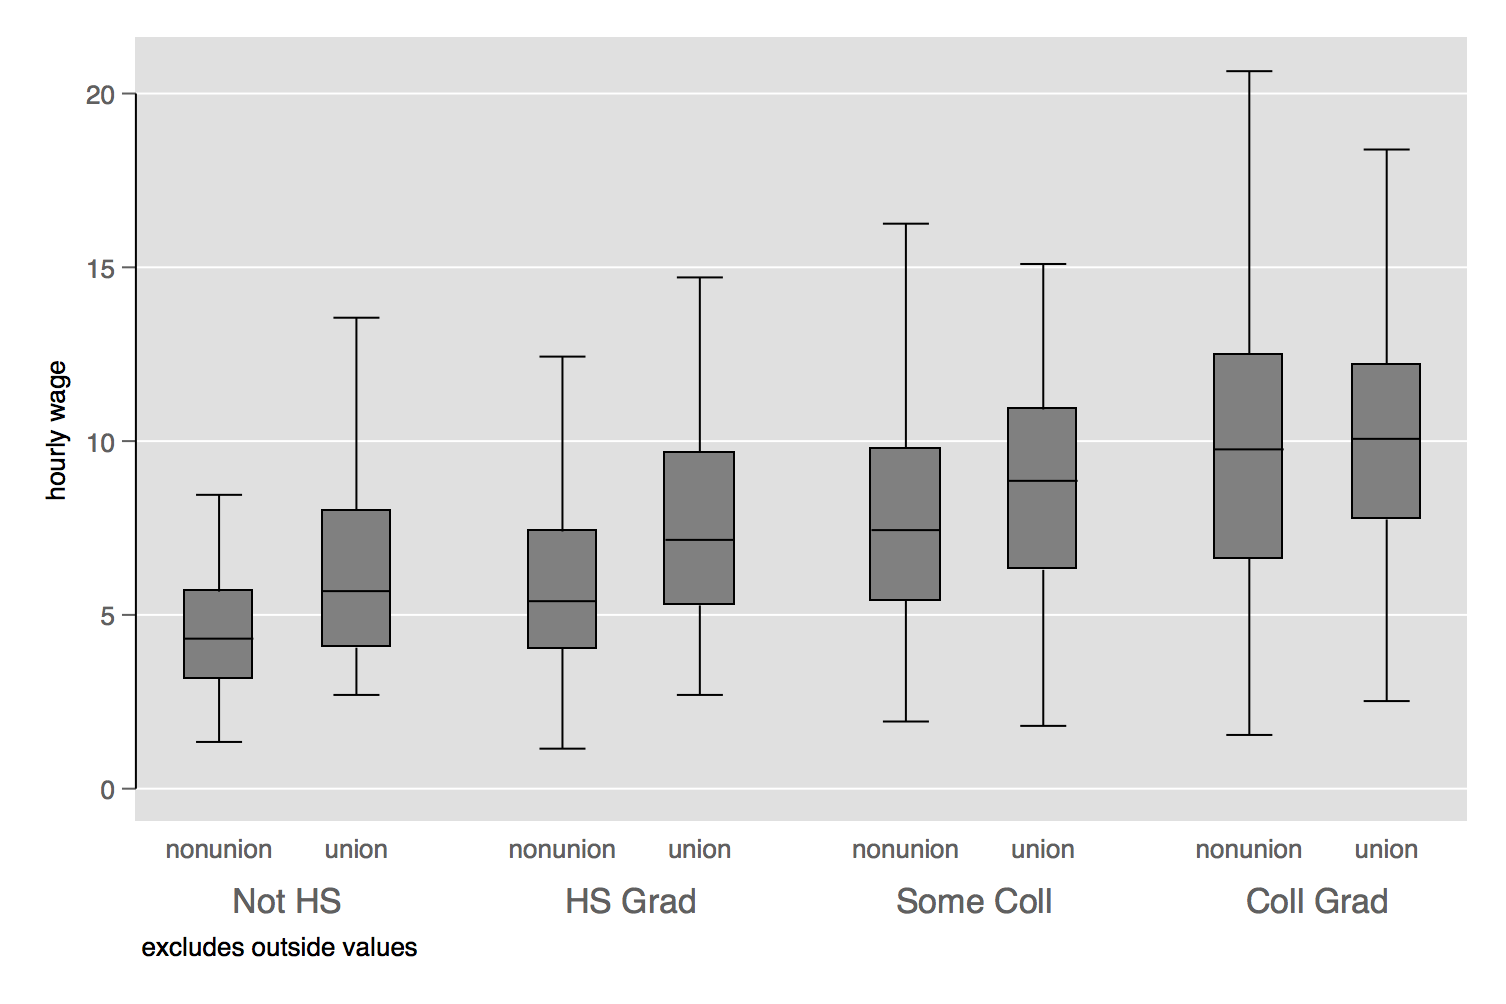 20
15
10
5
0
hourly wage
nonunion union nonunion union nonunion union nonunion union
Not HS HS Grad Some Coll Coll Grad
excludes outside values